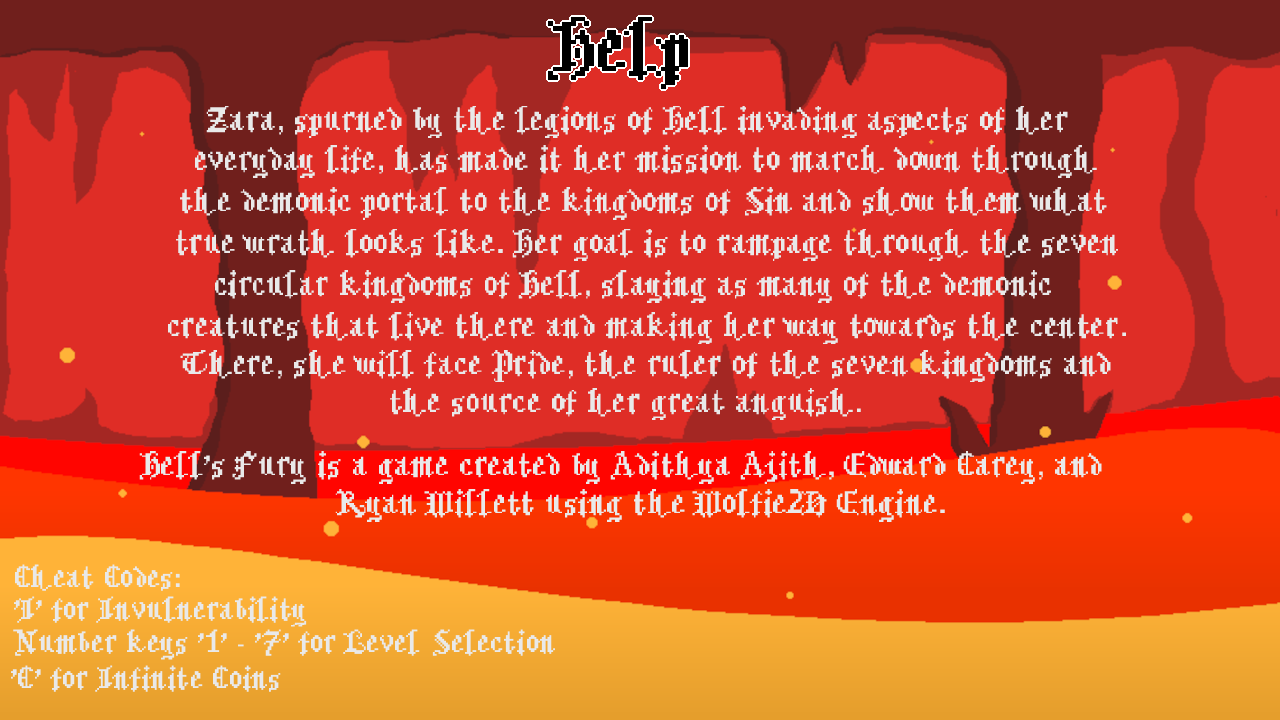 Help
Zara, spurned by the legions of Hell invading aspects of her
everyday life, has made it her mission to march down through
the demonic portal to the kingdoms of Sin and show them what
true wrath looks like. Her goal is to rampage through the seven
circular kingdoms of Hell, slaying as many of the demonic
creatures that live there and making her way towards the center.
There, she will face Pride, the ruler of the seven kingdoms and
the source of her great anguish..
Hell's Fury is a game created by Adithya Ajith, Edward Carey, and
Ryan Willett using the Wolfie2D Engine.
Cheat Codes:
'I' for Invulnerability
Number keys '1' - '7' for Level Selection
'C' for Infinite Coins